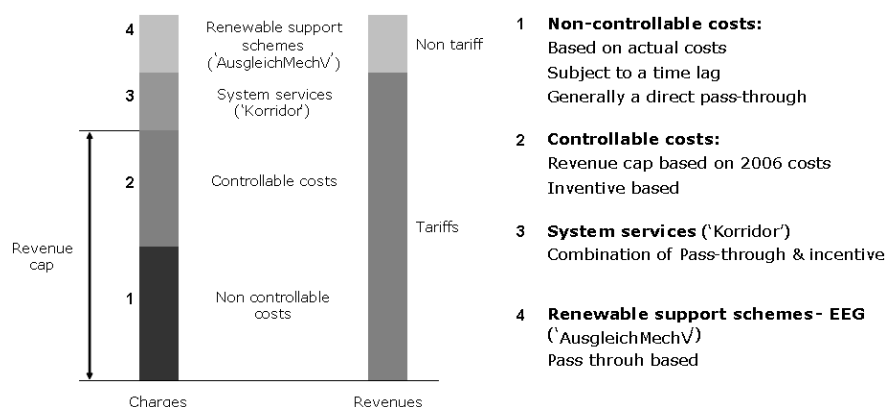 4
Renewable support
schemes
('AusgleichMechV')
Non tariff
3
System services
('Korridor')
2
Controllable costs
Tariffs
Revenue
cap
1
Non controllable
costs
Charges
Revenues
1 Non-controllable costs:
Based on actual costs
Subject to a time lag
Generally a direct pass-through
2 Controllable costs:
Revenue cap based on 2006 costs
Inventive based
3 System services ('Korridor')
Combination of Pass-through & incentive
4 Renewable support schemes- EEG
('AusgleichMechV)
Pass throuh based